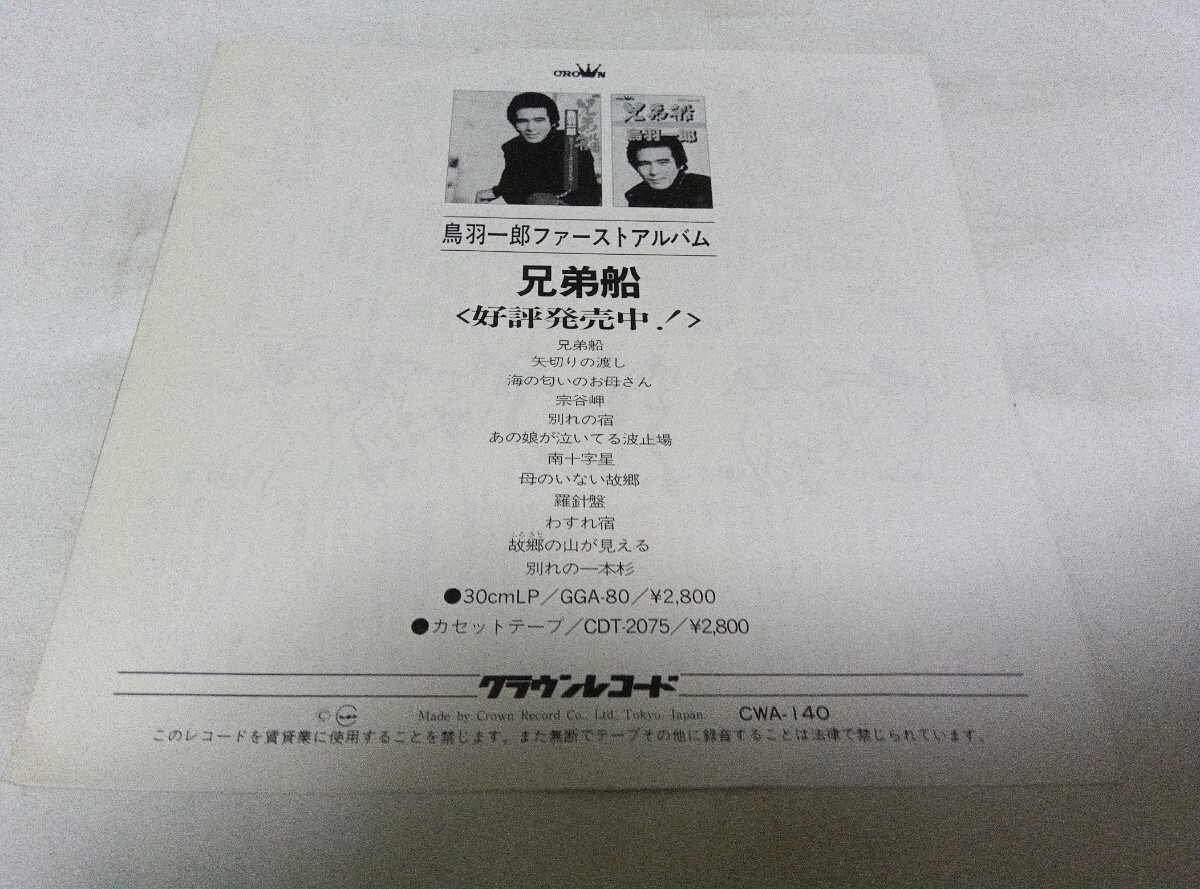 CROWN
兄弟船
兄弟船
鳥羽一郎
鳥羽一郎ファーストアルバム
兄弟船
<好評発売中!>
兄弟船
矢切りの渡し
海の匂いのお母さん
宗谷岬
別れの宿
あの娘が泣いてる波止場
南十字星
母のいない故郷
羅針盤
わすれ宿
故郷の山が見える
別れの一本杉
●30cmLP/GGA-80/¥2,800
●カセットテープ/CDT-2075/¥2,800
クラウンレコード
© Made by Crown Record Co., Ltd. Tokyo. Japan. CWA-140
このレコードを賃貸業に使用することを禁じます。また無断でテープその他に録音することは法律で禁じられています。